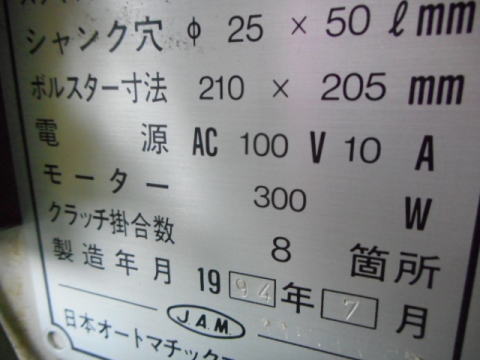 シャンク穴 φ 25 × 50 ℓmm
ボルスター寸法 210 × 205 mm
電源 AC 100 V 10 A
モーター 300 W
クラッチ掛合数 8 箇所
製造年月 1994年7月
J.A.M
日本オートマチック